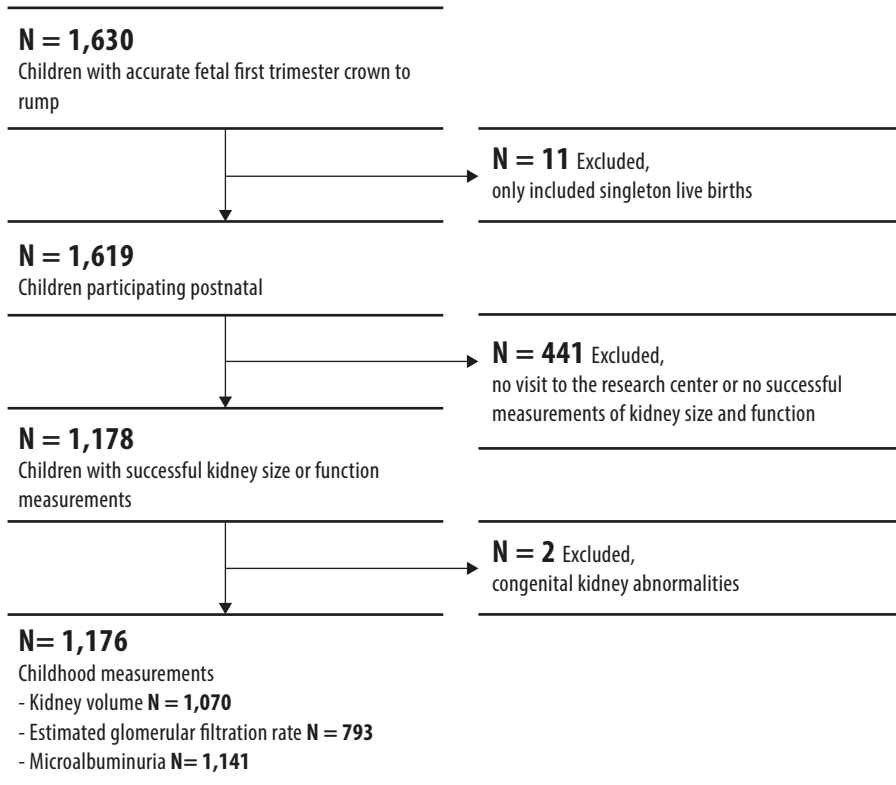 N = 1,630
Children with accurate fetal first trimester crown to
rump
N = 11 Excluded,
only included singleton live births
N = 1,619
Children participating postnatal
N = 441 Excluded,
no visit to the research center or no successful
measurements of kidney size and function
N = 1,178
Children with successful kidney size or function
measurements
N = 2 Excluded,
congenital kidney abnormalities
N= 1,176
Childhood measurements
- Kidney volume N = 1,070
- Estimated glomerular filtration rate N = 793
- Microalbuminuria N= 1,141